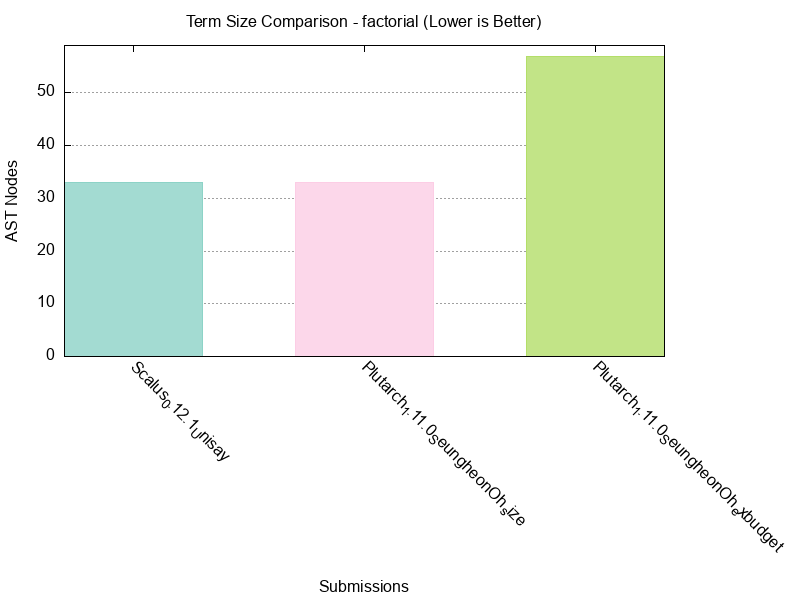 Term Size Comparison - factorial (Lower is Better)
50
40
30
20
10
0
AST Nodes
Scalus0.12.1Unisay
Plutarch1.11.0SeungheonOhsize
Plutarch1.11.0SeungheonOhexbudget
Submissions